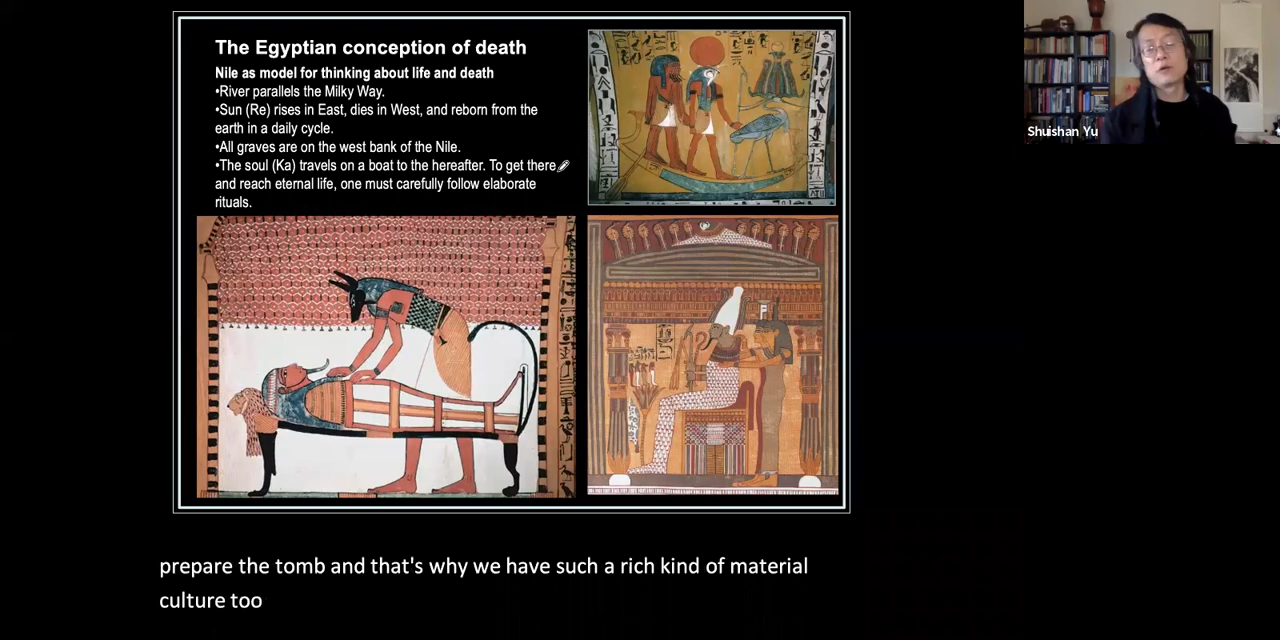 The Egyptian conception of death
Nile as model for thinking about life and death
•River parallels the Milky Way.
•Sun (Re) rises in East, dies in West, and reborn from the
earth in a daily cycle.
•All graves are on the west bank of the Nile.
•The soul (Ka) travels on a boat to the hereafter. To get there
and reach eternal life, one must carefully follow elaborate
rituals.
Shuishan Yu
prepare the tomb and that's why we have such a rich kind of material
culture too